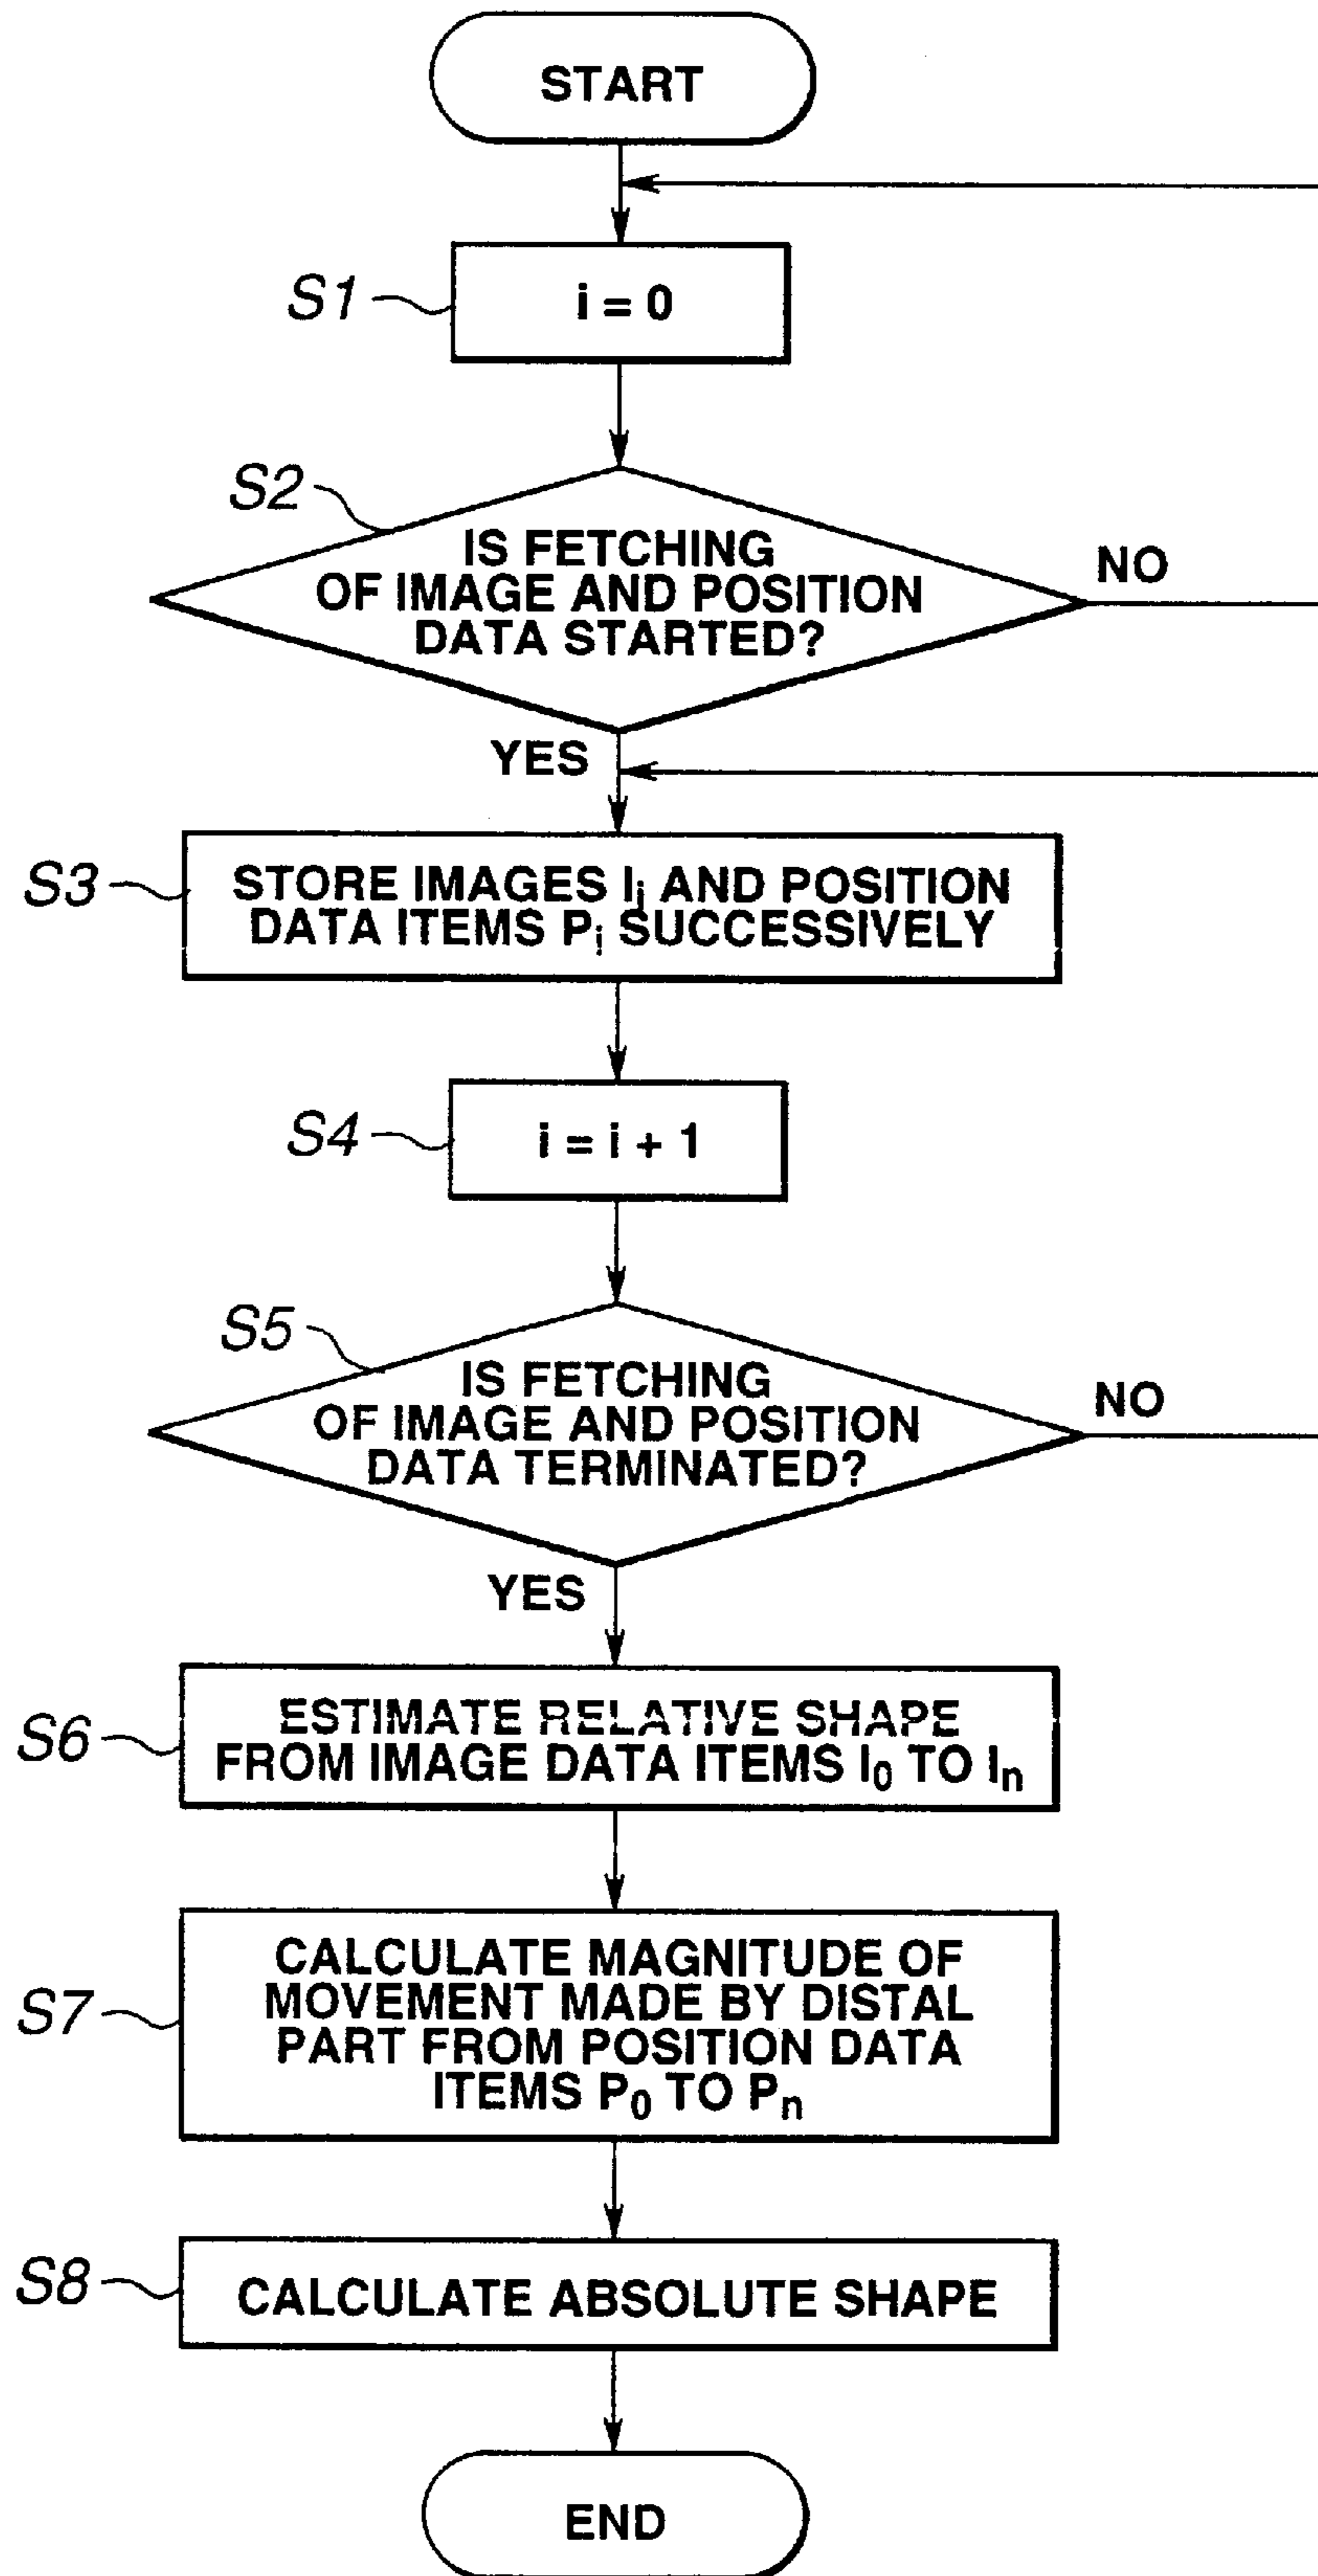 START
S1
i = 0
S2
IS FETCHING
OF IMAGE AND POSITION
DATA STARTED?
NO
YES
S3
STORE IMAGES Ii AND POSITION
DATA ITEMS Pi SUCCESSIVELY
S4
i = i + 1
S5
IS FETCHING
OF IMAGE AND POSITION
DATA TERMINATED?
NO
YES
S6
ESTIMATE RELATIVE SHAPE
FROM IMAGE DATA ITEMS I0 TO In
S7
CALCULATE MAGNITUDE OF
MOVEMENT MADE BY DISTAL
PART FROM POSITION DATA
ITEMS P0 TO Pn
S8
CALCULATE ABSOLUTE SHAPE
END